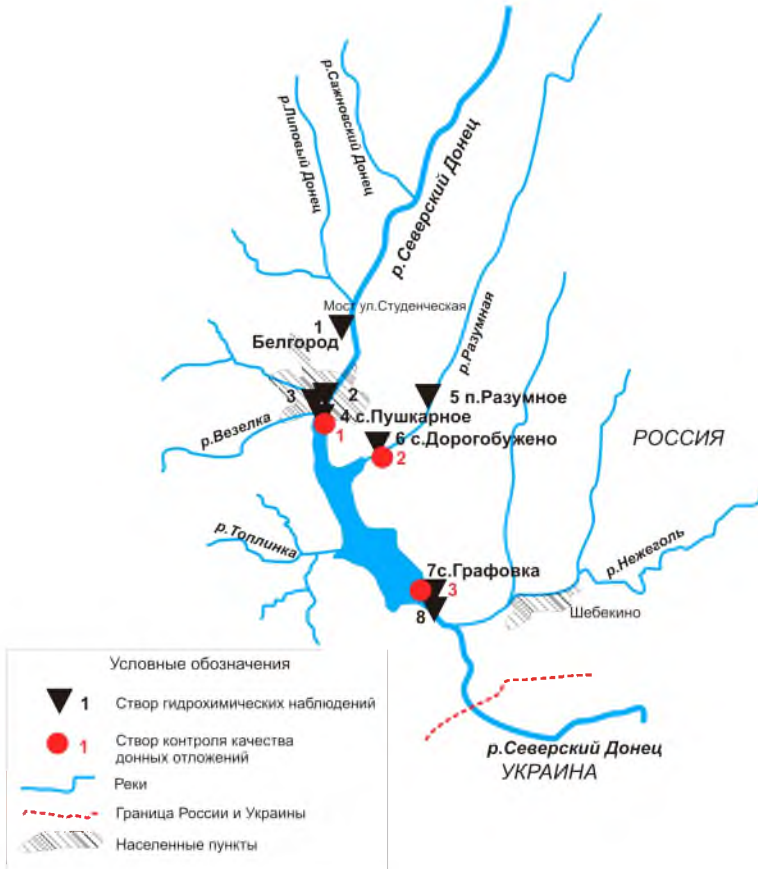 р.Сажновский Донец
р.Липовый Донец
р.Северский Донец
Мост ул.Студенческая
1
Белгород
р.Разумная
3
2
5 п.Разумное
4 с.Пушкарное
1
р.Везелка
6 с.Дорогобужено
2
РОССИЯ
р.Топлинка
р.Нежеголь
7с.Графовка
3
8
Шебекино
р.Северский Донец
УКРАИНА
Условные обозначения
1 Створ гидрохимических наблюдений
1 Створ контроля качества
донных отложений
Реки
Граница России и Украины
Населенные пункты